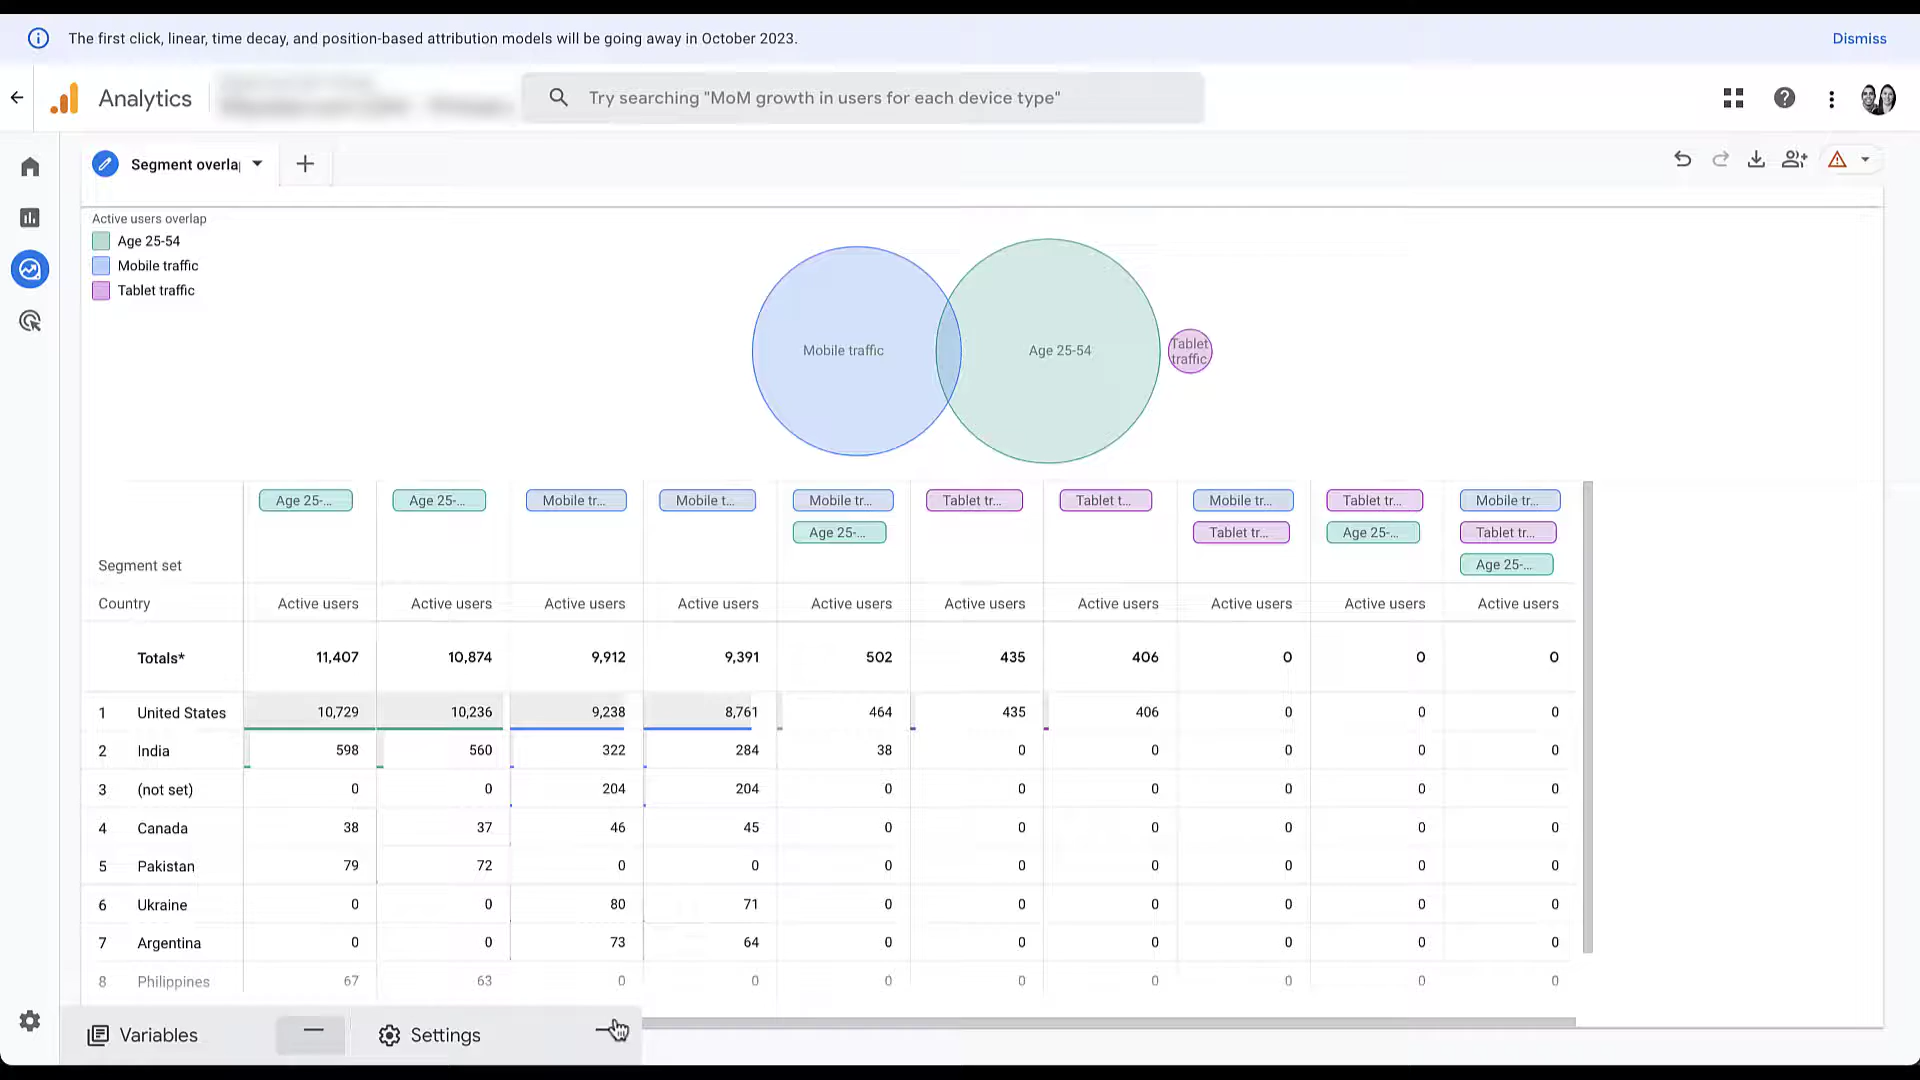 The first click, linear, time decay, and position-based attribution models will be going away in October 2023.
Dismiss
Analytics
Try searching "MoM growth in users for each device type"
Segment overla
Active users overlap
Age 25-54
Mobile traffic
Tablet traffic
Mobile traffic
Age 25-54
Tablet
traffic
Age 25-... Age 25-... Mobile tr... Mobile t... Mobile tr... Tablet tr... Tablet t... Mobile tr... Tablet tr... Mobile tr...
Age 25-... Tablet tr... Age 25-... Tablet tr...
Segment set Age 25-...
Country Active users Active users Active users Active users Active users Active users Active users Active users Active users Active users
Totals* 11,407 10,874 9,912 9,391 502 435 406 0 0 0
1 United States 10,729 10,236 9,238 8,761 464 435 406 0 0 0
2 India 598 560 322 284 38 0 0 0 0 0
3 (not set) 0 0 204 204 0 0 0 0 0 0
4 Canada 38 37 46 45 0 0 0 0 0 0
5 Pakistan 79 72 0 0 0 0 0 0 0 0
6 Ukraine 0 0 80 71 0 0 0 0 0 0
7 Argentina 0 0 73 64 0 0 0 0 0 0
8 Philippines 67 63 0 0 0 0 0 0 0 0
Variables
Settings